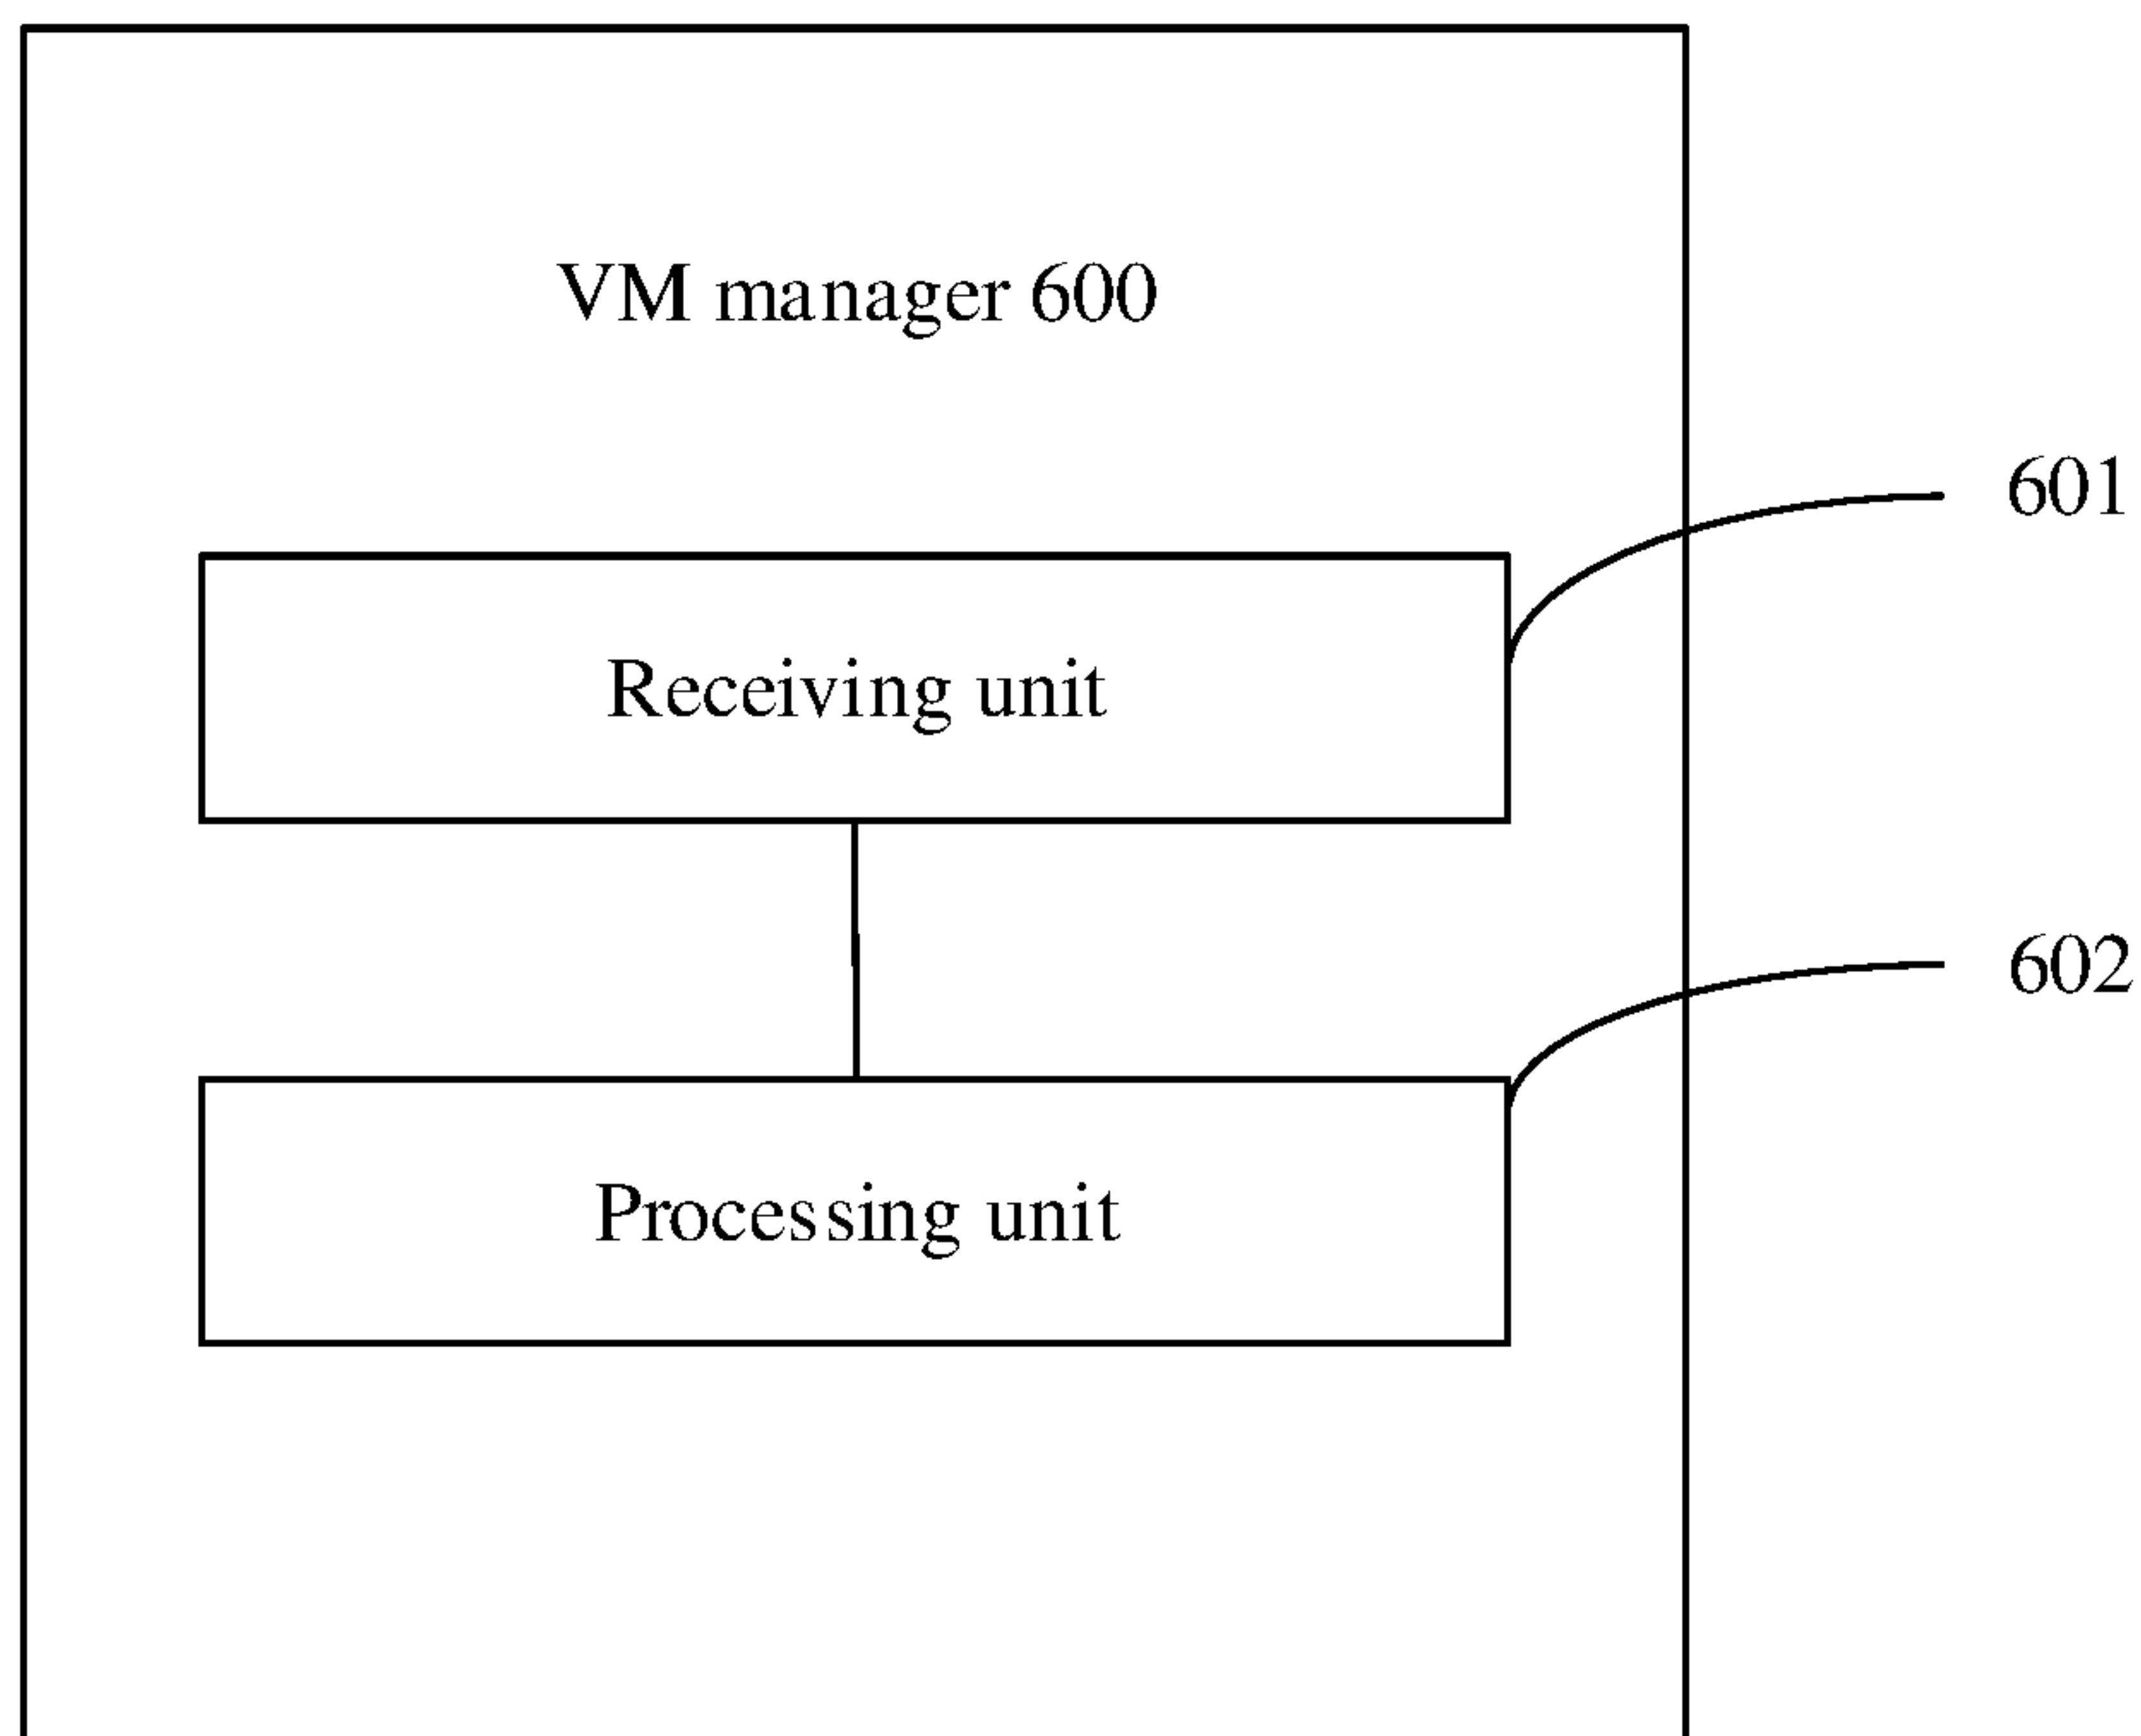 VM manager 600
601
Receiving unit
602
Processing unit